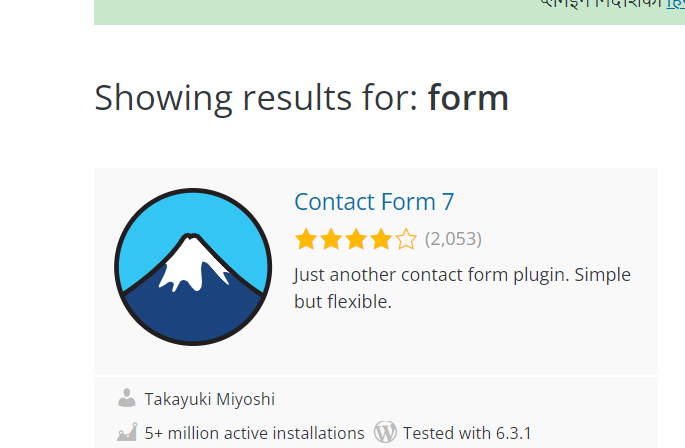 प्लगइन निर्देशिका
Showing results for: form
Contact Form 7
(2,053)
Just another contact form plugin. Simple
but flexible.
Takayuki Miyoshi
5+ million active installations
Tested with 6.3.1